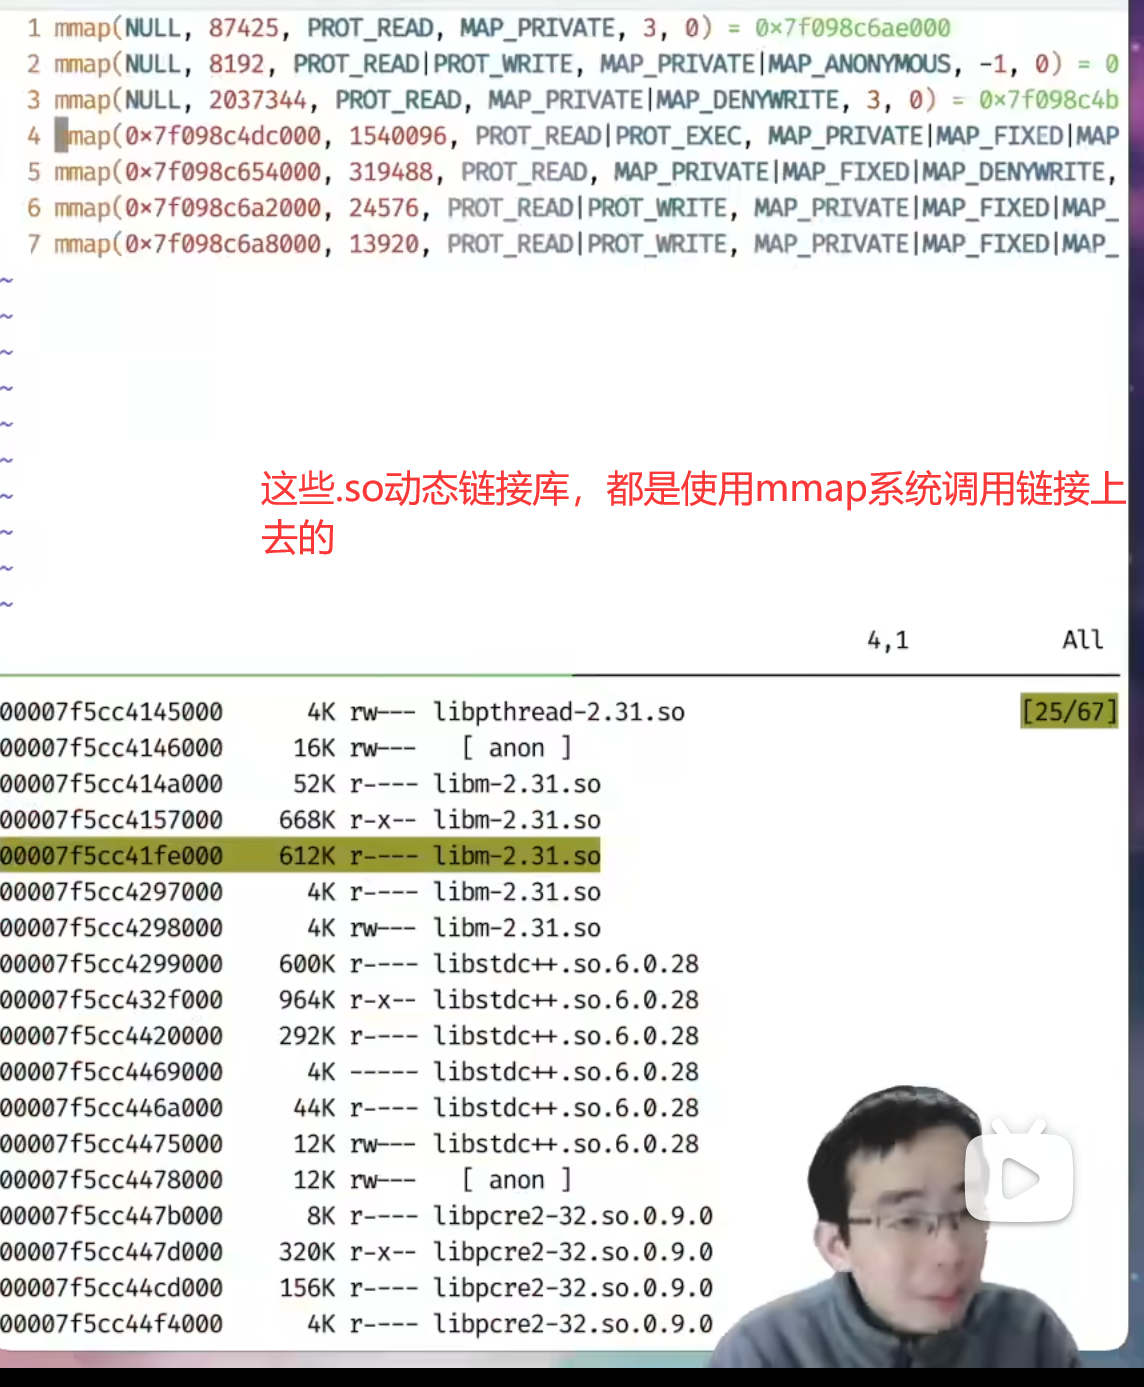 1 mmap(NULL, 87425, PROT_READ, MAP_PRIVATE, 3, 0) = 0x7f098c6ae000
2 mmap(NULL, 8192, PROT_READ|PROT_WRITE, MAP_PRIVATE|MAP_ANONYMOUS, -1, 0) = 0
3 mmap(NULL, 2037344, PROT_READ, MAP_PRIVATE|MAP_DENYWRITE, 3, 0) = 0x7f098c4b
4 mmap(0x7f098c4dc000, 1540096, PROT_READ|PROT_EXEC, MAP_PRIVATE|MAP_FIXED|MAP
5 mmap(0x7f098c654000, 319488, PROT_READ, MAP_PRIVATE|MAP_FIXED|MAP_DENYWRITE,
6 mmap(0x7f098c6a2000, 24576, PROT_READ|PROT_WRITE, MAP_PRIVATE|MAP_FIXED|MAP_
7 mmap(0x7f098c6a8000, 13920, PROT_READ|PROT_WRITE, MAP_PRIVATE|MAP_FIXED|MAP_
~
~
~
~
~
~
~
~
~
~
这些.so动态链接库，都是使用mmap系统调用链接上
去的
4,1 All
00007f5cc4145000 4K rw--- libpthread-2.31.so [25/67]
00007f5cc4146000 16K rw--- [ anon ]
00007f5cc414a000 52K r---- libm-2.31.so
00007f5cc4157000 668K r-x-- libm-2.31.so
00007f5cc41fe000 612K r---- libm-2.31.so
00007f5cc4297000 4K r---- libm-2.31.so
00007f5cc4298000 4K rw--- libm-2.31.so
00007f5cc4299000 600K r---- libstdc++.so.6.0.28
00007f5cc432f000 964K r-x-- libstdc++.so.6.0.28
00007f5cc4420000 292K r---- libstdc++.so.6.0.28
00007f5cc4469000 4K ----- libstdc++.so.6.0.28
00007f5cc446a000 44K r---- libstdc++.so.6.0.28
00007f5cc4475000 12K rw--- libstdc++.so.6.0.28
00007f5cc4478000 12K rw--- [ anon ]
00007f5cc447b000 8K r---- libpcre2-32.so.0.9.0
00007f5cc447d000 320K r-x-- libpcre2-32.so.0.9.0
00007f5cc44cd000 156K r---- libpcre2-32.so.0.9.0
00007f5cc44f4000 4K r---- libpcre2-32.so.0.9.0